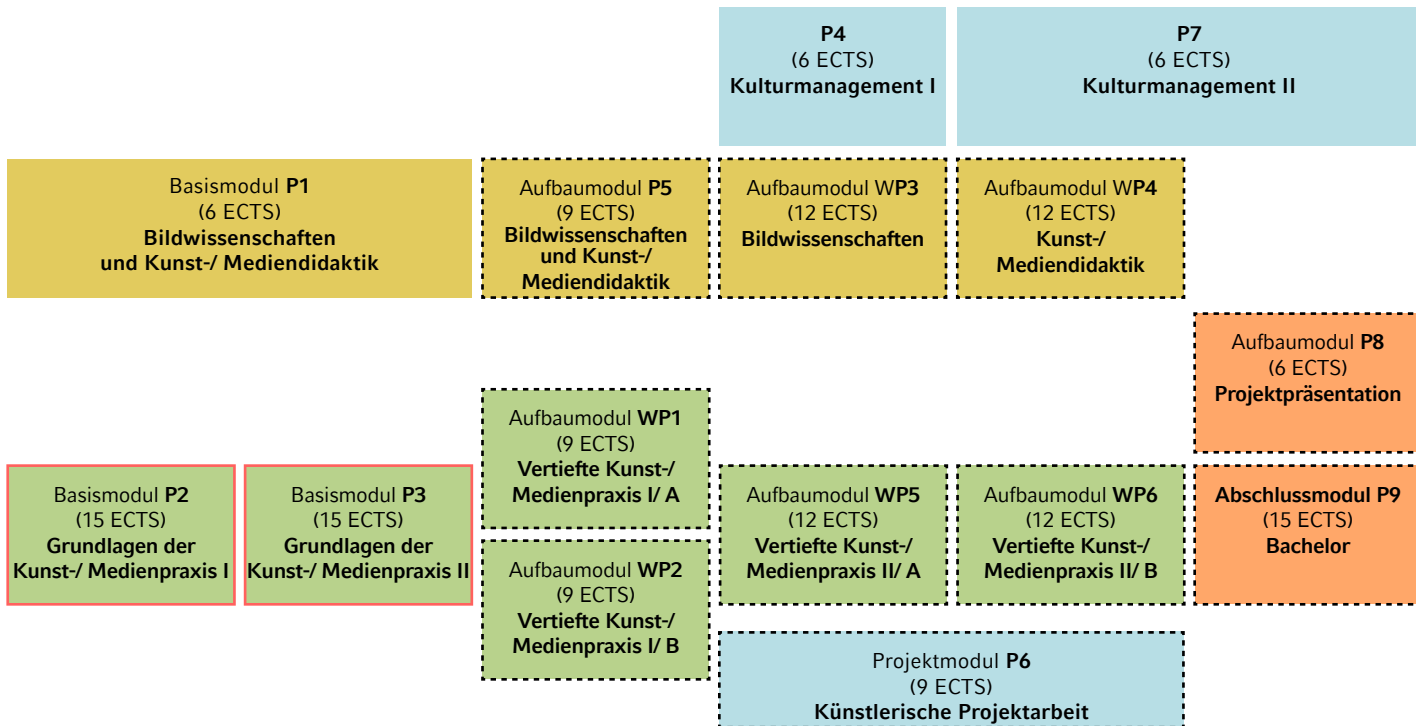 P4
(6 ECTS)
Kulturmanagement I
P7
(6 ECTS)
Kulturmanagement II
Basismodul P1
(6 ECTS)
Bildwissenschaften
und Kunst-/ Mediendidaktik
Aufbaumodul P5
(9 ECTS)
Bildwissenschaften
und Kunst-/
Mediendidaktik
Aufbaumodul WP3
(12 ECTS)
Bildwissenschaften
Aufbaumodul WP4
(12 ECTS)
Kunst-/
Mediendidaktik
Aufbaumodul P8
(6 ECTS)
Projektpräsentation
Aufbaumodul WP1
(9 ECTS)
Vertiefte Kunst-/
Medienpraxis I/ A
Basismodul P2
(15 ECTS)
Grundlagen der
Kunst-/ Medienpraxis I
Basismodul P3
(15 ECTS)
Grundlagen der
Kunst-/ Medienpraxis II
Aufbaumodul WP5
(12 ECTS)
Vertiefte Kunst-/
Medienpraxis II/ A
Aufbaumodul WP6
(12 ECTS)
Vertiefte Kunst-/
Medienpraxis II/ B
Abschlussmodul P9
(15 ECTS)
Bachelor
Aufbaumodul WP2
(9 ECTS)
Vertiefte Kunst-/
Medienpraxis I/ B
Projektmodul P6
(9 ECTS)
Künstlerische Projektarbeit